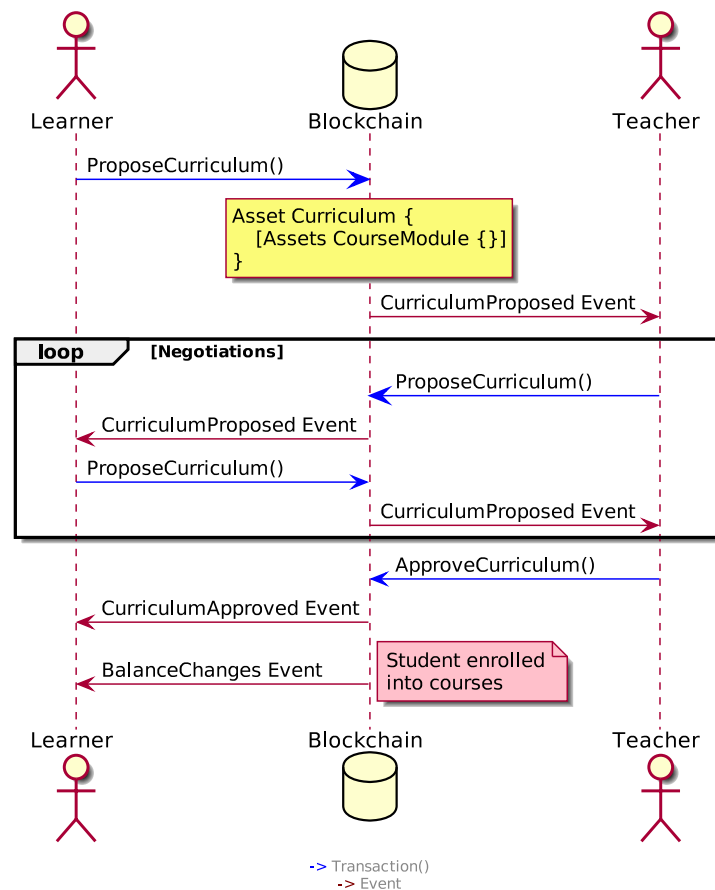 Learner
Blockchain
Teacher
ProposeCurriculum()
Asset Curriculum {
[Assets CourseModule {}]
}
CurriculumProposed Event
loop
[Negotiations]
ProposeCurriculum()
CurriculumProposed Event
ProposeCurriculum()
CurriculumProposed Event
ApproveCurriculum()
CurriculumApproved Event
BalanceChanges Event
Student enrolled
into courses
Learner
Blockchain
Teacher
-> Transaction()
-> Event